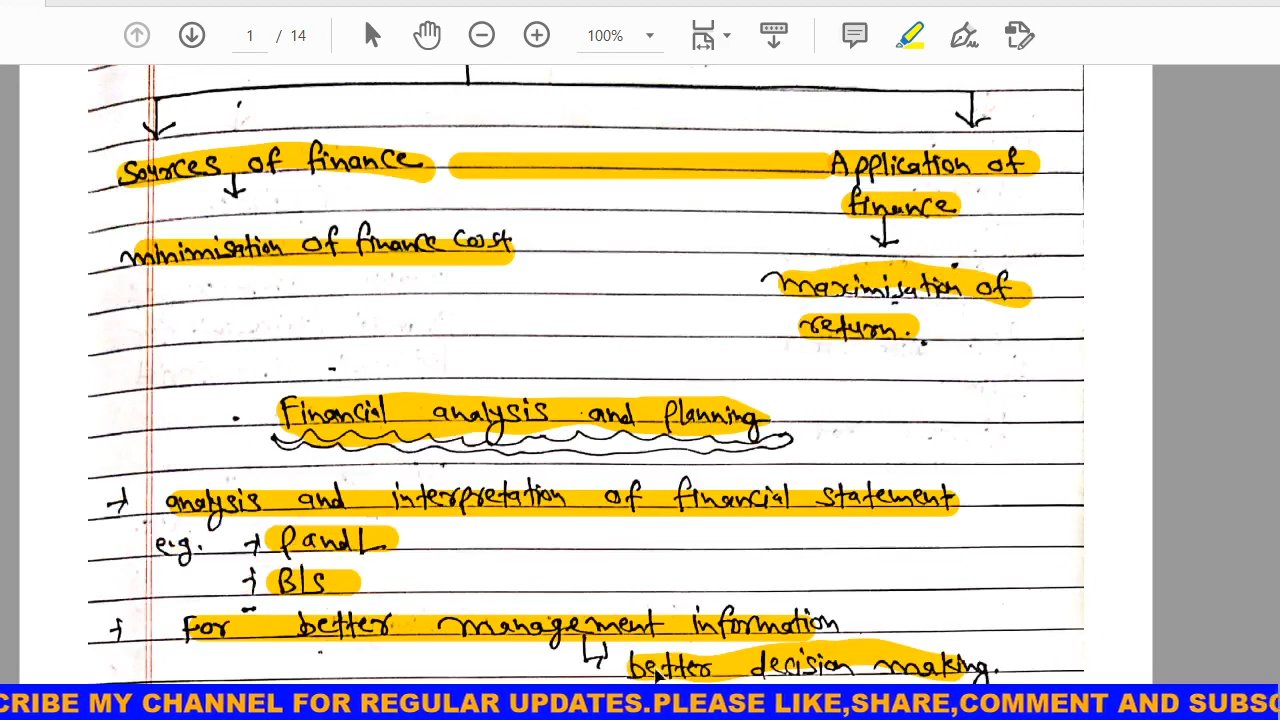 1 / 14 100%
Sources of finance Application of
finance
minimisation of finance cost
maximisation of
return.
Financial analysis and planning
→ analysis and interpretation of financial statement
e.g. → P and L
→ B/S
→ For better management information
↳ better decision making.
CRIBE MY CHANNEL FOR REGULAR UPDATES.PLEASE LIKE,SHARE,COMMENT AND SUBSC